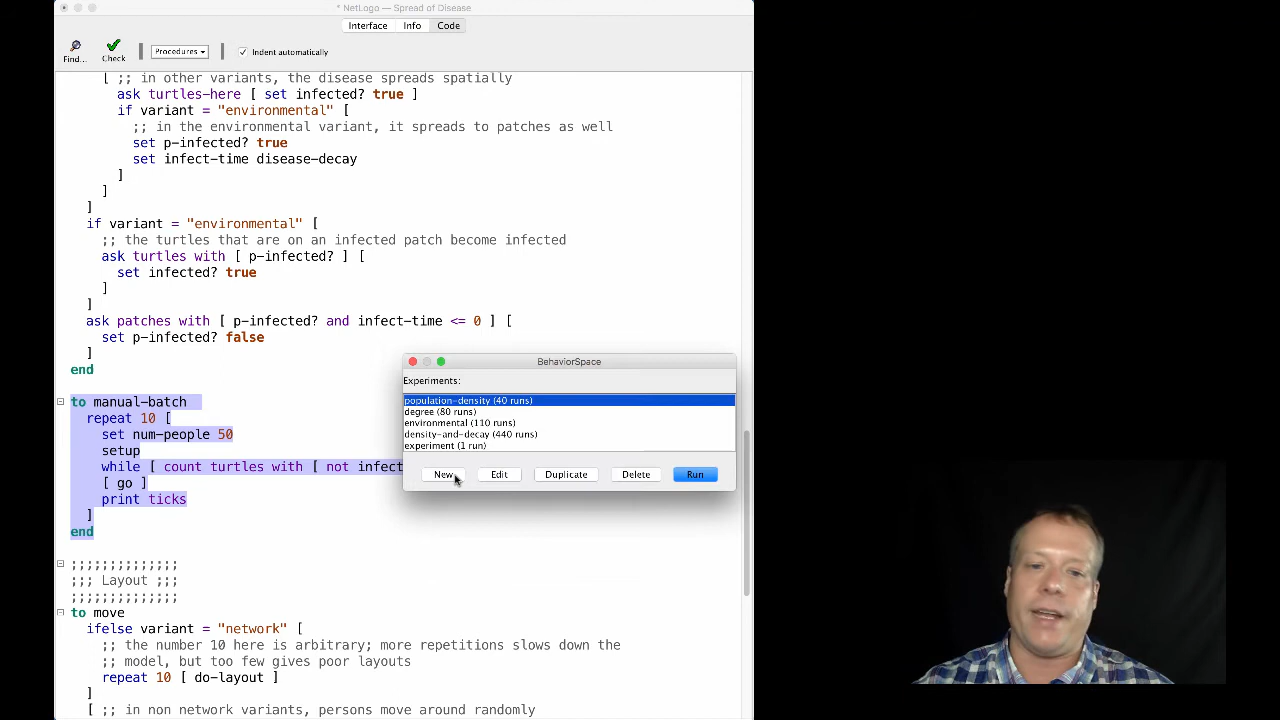 * NetLogo — Spread of Disease
Interface Info Code
Find... Check Procedures Indent automatically
[ ;; in other variants, the disease spreads spatially
ask turtles-here [ set infected? true ]
if variant = "environmental" [
;; in the environmental variant, it spreads to patches as well
set p-infected? true
set infect-time disease-decay
]
]
]
if variant = "environmental" [
;; the turtles that are on an infected patch become infected
ask turtles with [ p-infected? ] [
set infected? true
]
]
ask patches with [ p-infected? and infect-time <= 0 ] [
set p-infected? false
]
end
to manual-batch
repeat 10 [
set num-people 50
setup
while [ count turtles with [ not infect
[ go ]
print ticks
]
end
;;;;;;;;;;;;;;
;;; Layout ;;;
;;;;;;;;;;;;;;
to move
ifelse variant = "network" [
;; the number 10 here is arbitrary; more repetitions slows down the
;; model, but too few gives poor layouts
repeat 10 [ do-layout ]
]
[ ;; in non network variants, persons move around randomly
BehaviorSpace
Experiments:
population-density (40 runs)
degree (80 runs)
environmental (110 runs)
density-and-decay (440 runs)
experiment (1 run)
New Edit Duplicate Delete Run